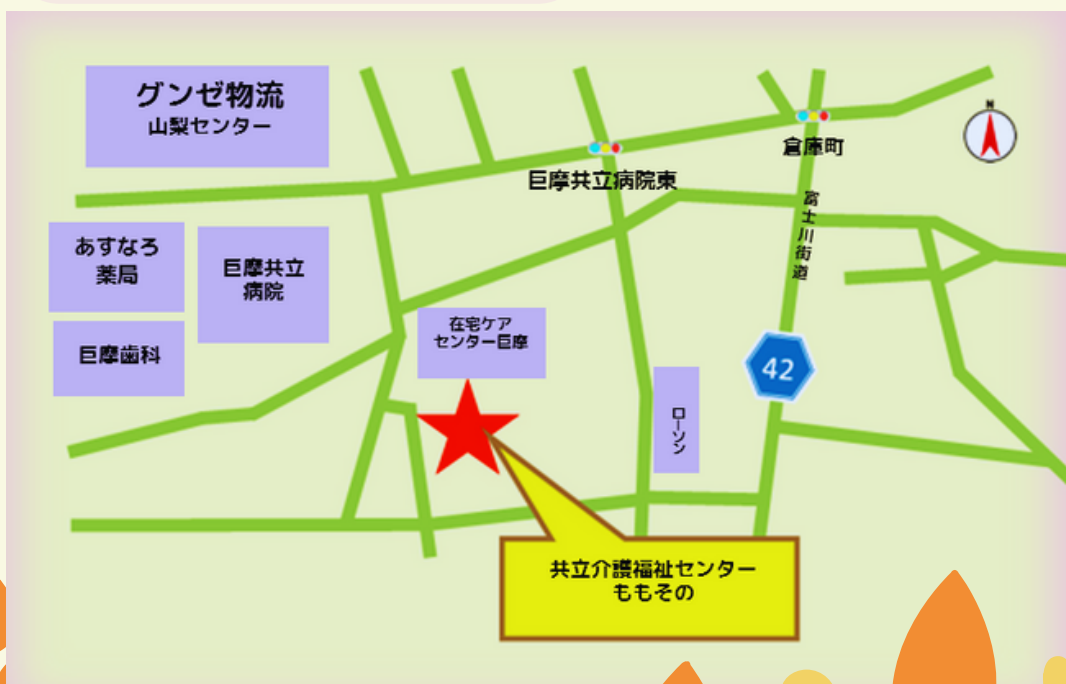 グンゼ物流
山梨センター
N
倉庫町
巨摩共立病院東
富士川街道
あすなろ
薬局
巨摩共立
病院
在宅ケア
センター巨摩
巨摩歯科
42
ローソン
共立介護福祉センター
ももその